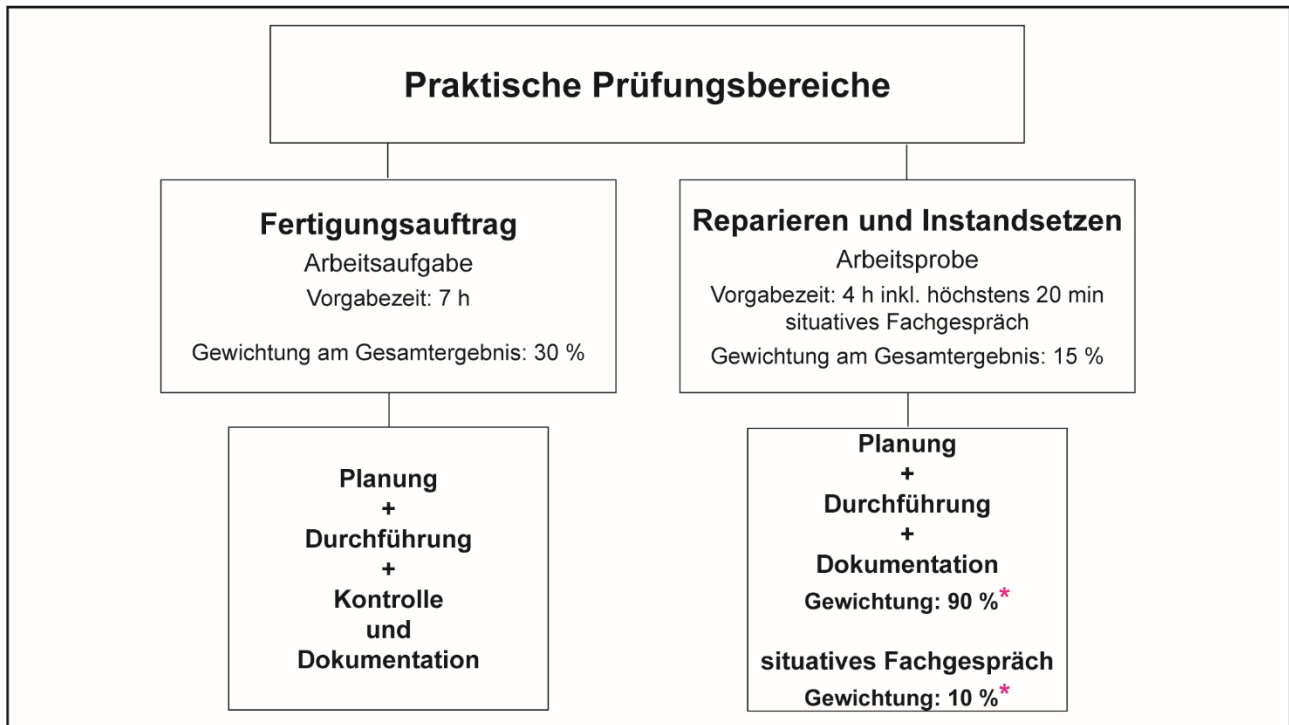 Praktische Prüfungsbereiche
Fertigungsauftrag
Arbeitsaufgabe
Vorgabezeit: 7 h
Gewichtung am Gesamtergebnis: 30 %
Reparieren und Instandsetzen
Arbeitsprobe
Vorgabezeit: 4 h inkl. höchstens 20 min
situatives Fachgespräch
Gewichtung am Gesamtergebnis: 15 %
Planung
+
Durchführung
+
Kontrolle
und
Dokumentation
Planung
+
Durchführung
+
Dokumentation
Gewichtung: 90 %*
situatives Fachgespräch
Gewichtung: 10 %*